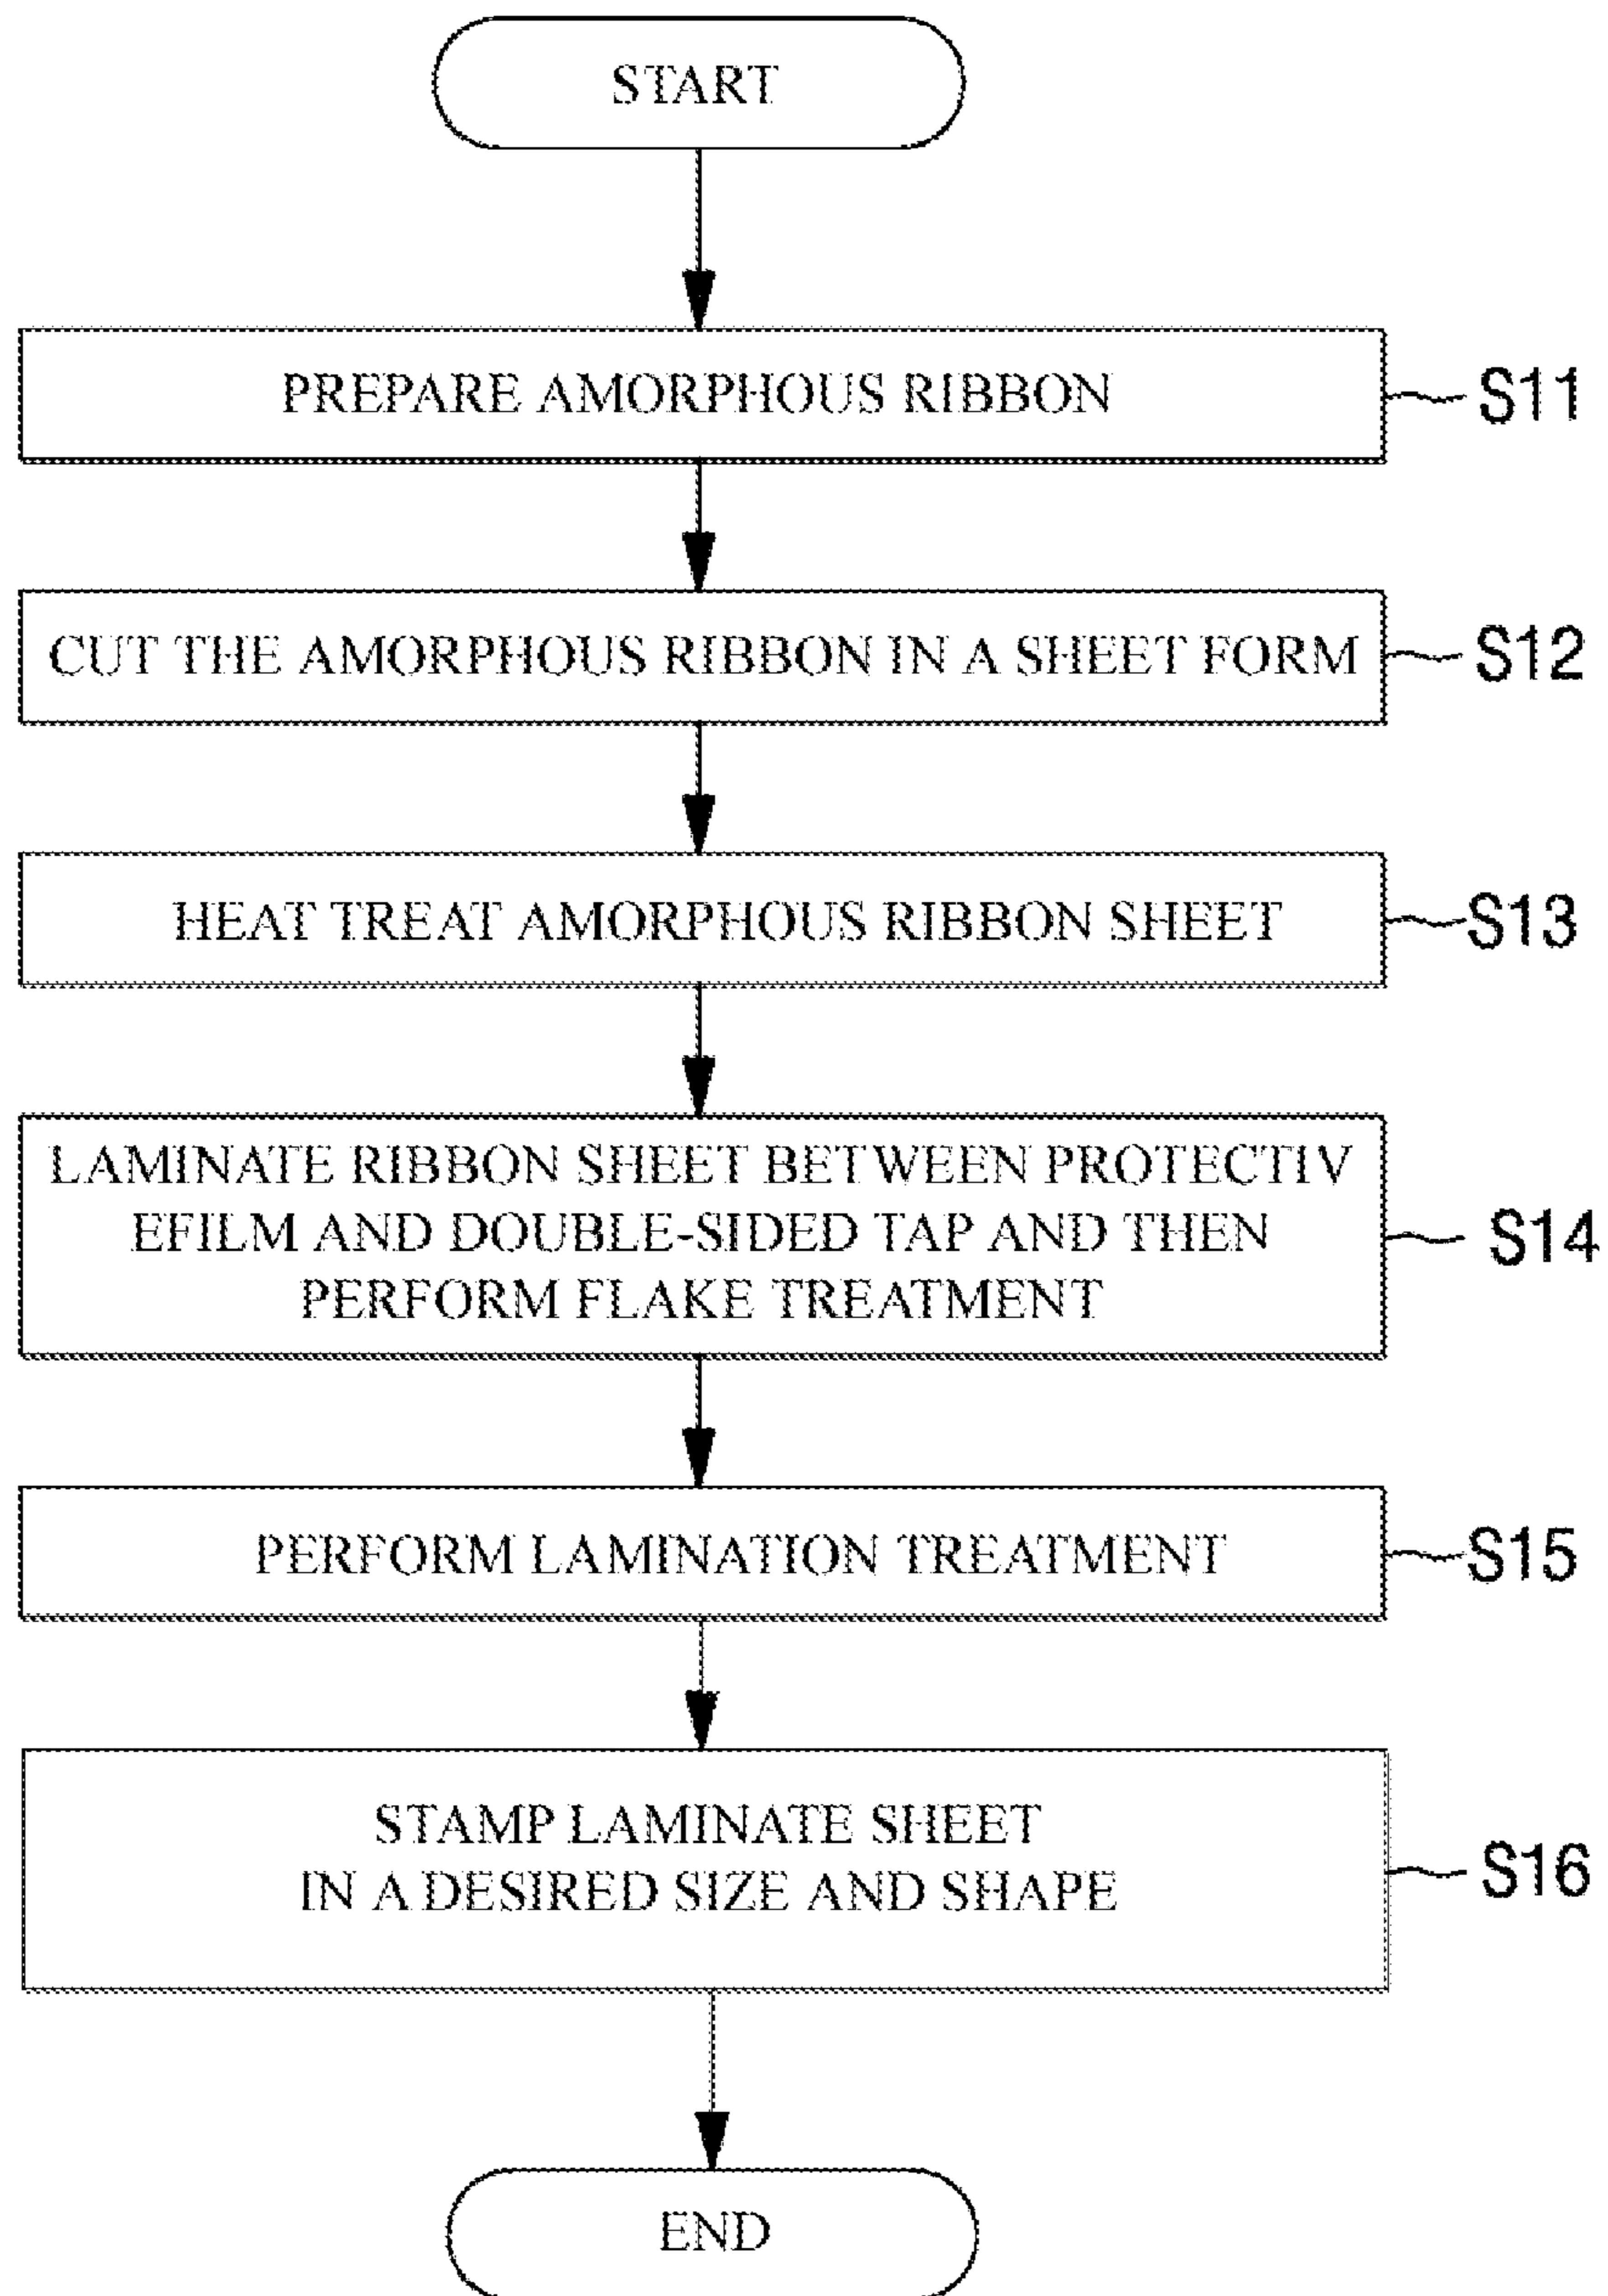 START
PREPARE AMORPHOUS RIBBON
S11
CUT THE AMORPHOUS RIBBON IN A SHEET FORM
S12
HEAT TREAT AMORPHOUS RIBBON SHEET
S13
LAMINATE RIBBON SHEET BETWEEN PROTECTIV
EFILM AND DOUBLE-SIDED TAP AND THEN
PERFORM FLAKE TREATMENT
S14
PERFORM LAMINATION TREATMENT
S15
STAMP LAMINATE SHEET
IN A DESIRED SIZE AND SHAPE
S16
END